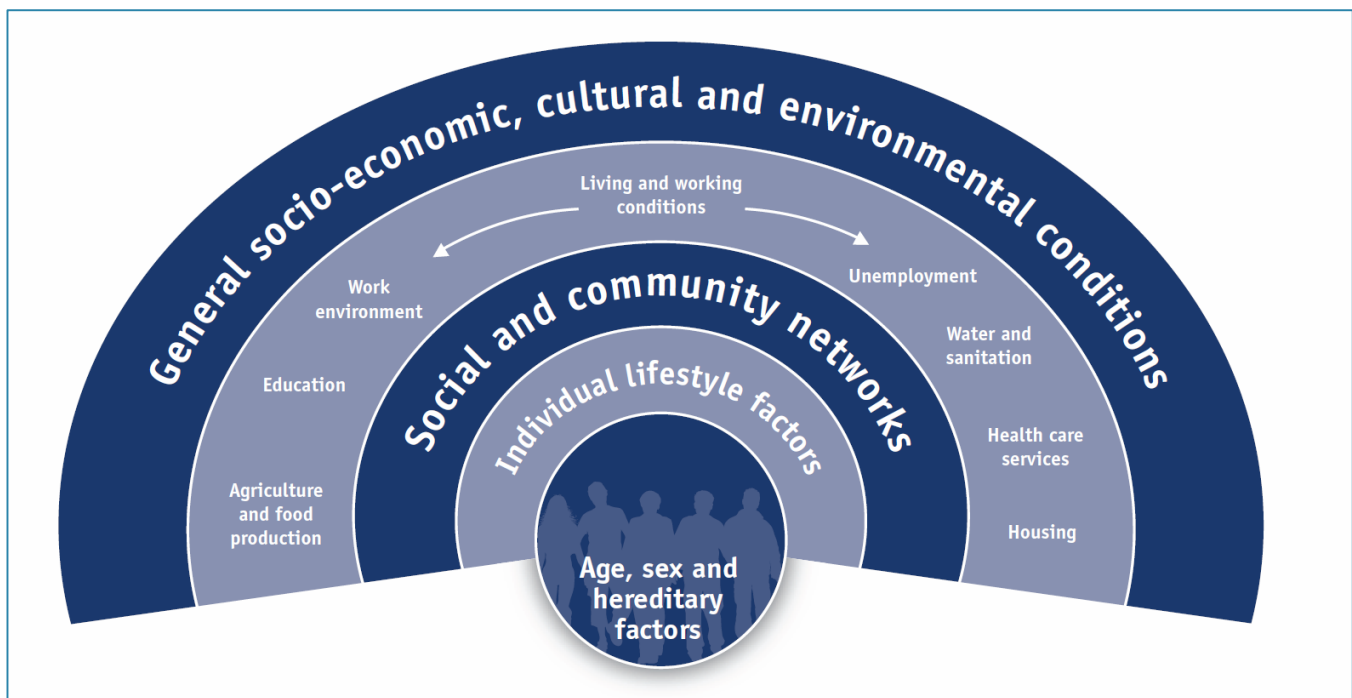 General socio-economic, cultural and environmental conditions
Living and working
conditions
Work
environment
Education
Agriculture
and food
production
Unemployment
Water and
sanitation
Health care
services
Housing
Social and community networks
Individual lifestyle factors
Age, sex and
hereditary
factors